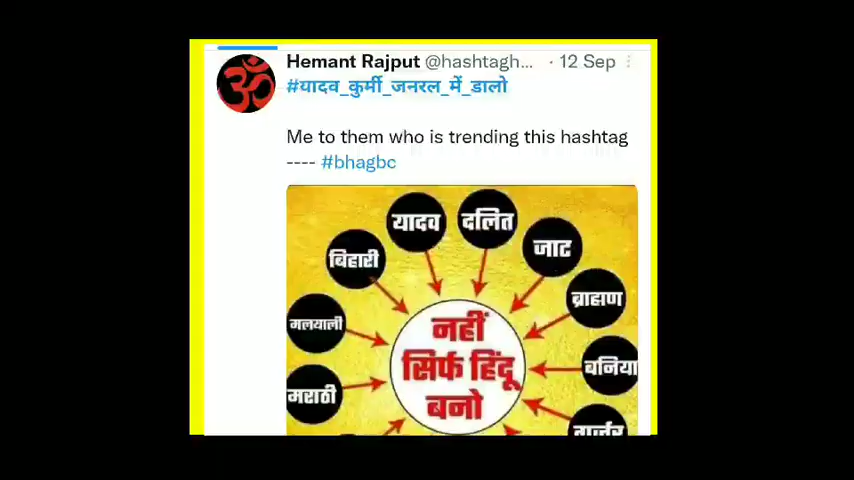 Hemant Rajput @hashtagh... · 12 Sep
#यादव_कुर्मी_जनरल_में_डालो
Me to them who is trending this hashtag
---- #bhagbc
यादव
दलित
बिहारी
जाट
मलयाली
ब्राह्मण
मराठी
बनिया
नहीं
सिर्फ हिंदू
बनो
गुर्जर